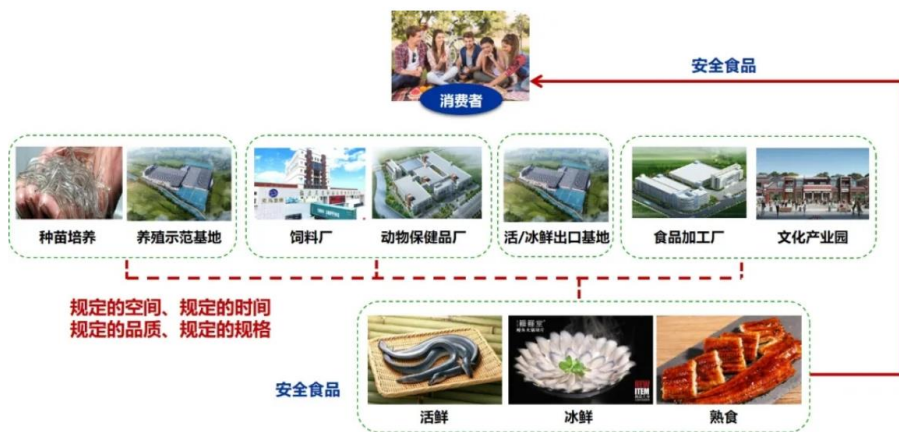 安全食品
消费者
种苗培养
养殖示范基地
饲料厂
动物保健品厂
活/冰鲜出口基地
食品加工厂
文化产业园
规定的空间、规定的时间
规定的品质、规定的规格
NEW
ITEM
安全食品
活鲜
冰鲜
熟食